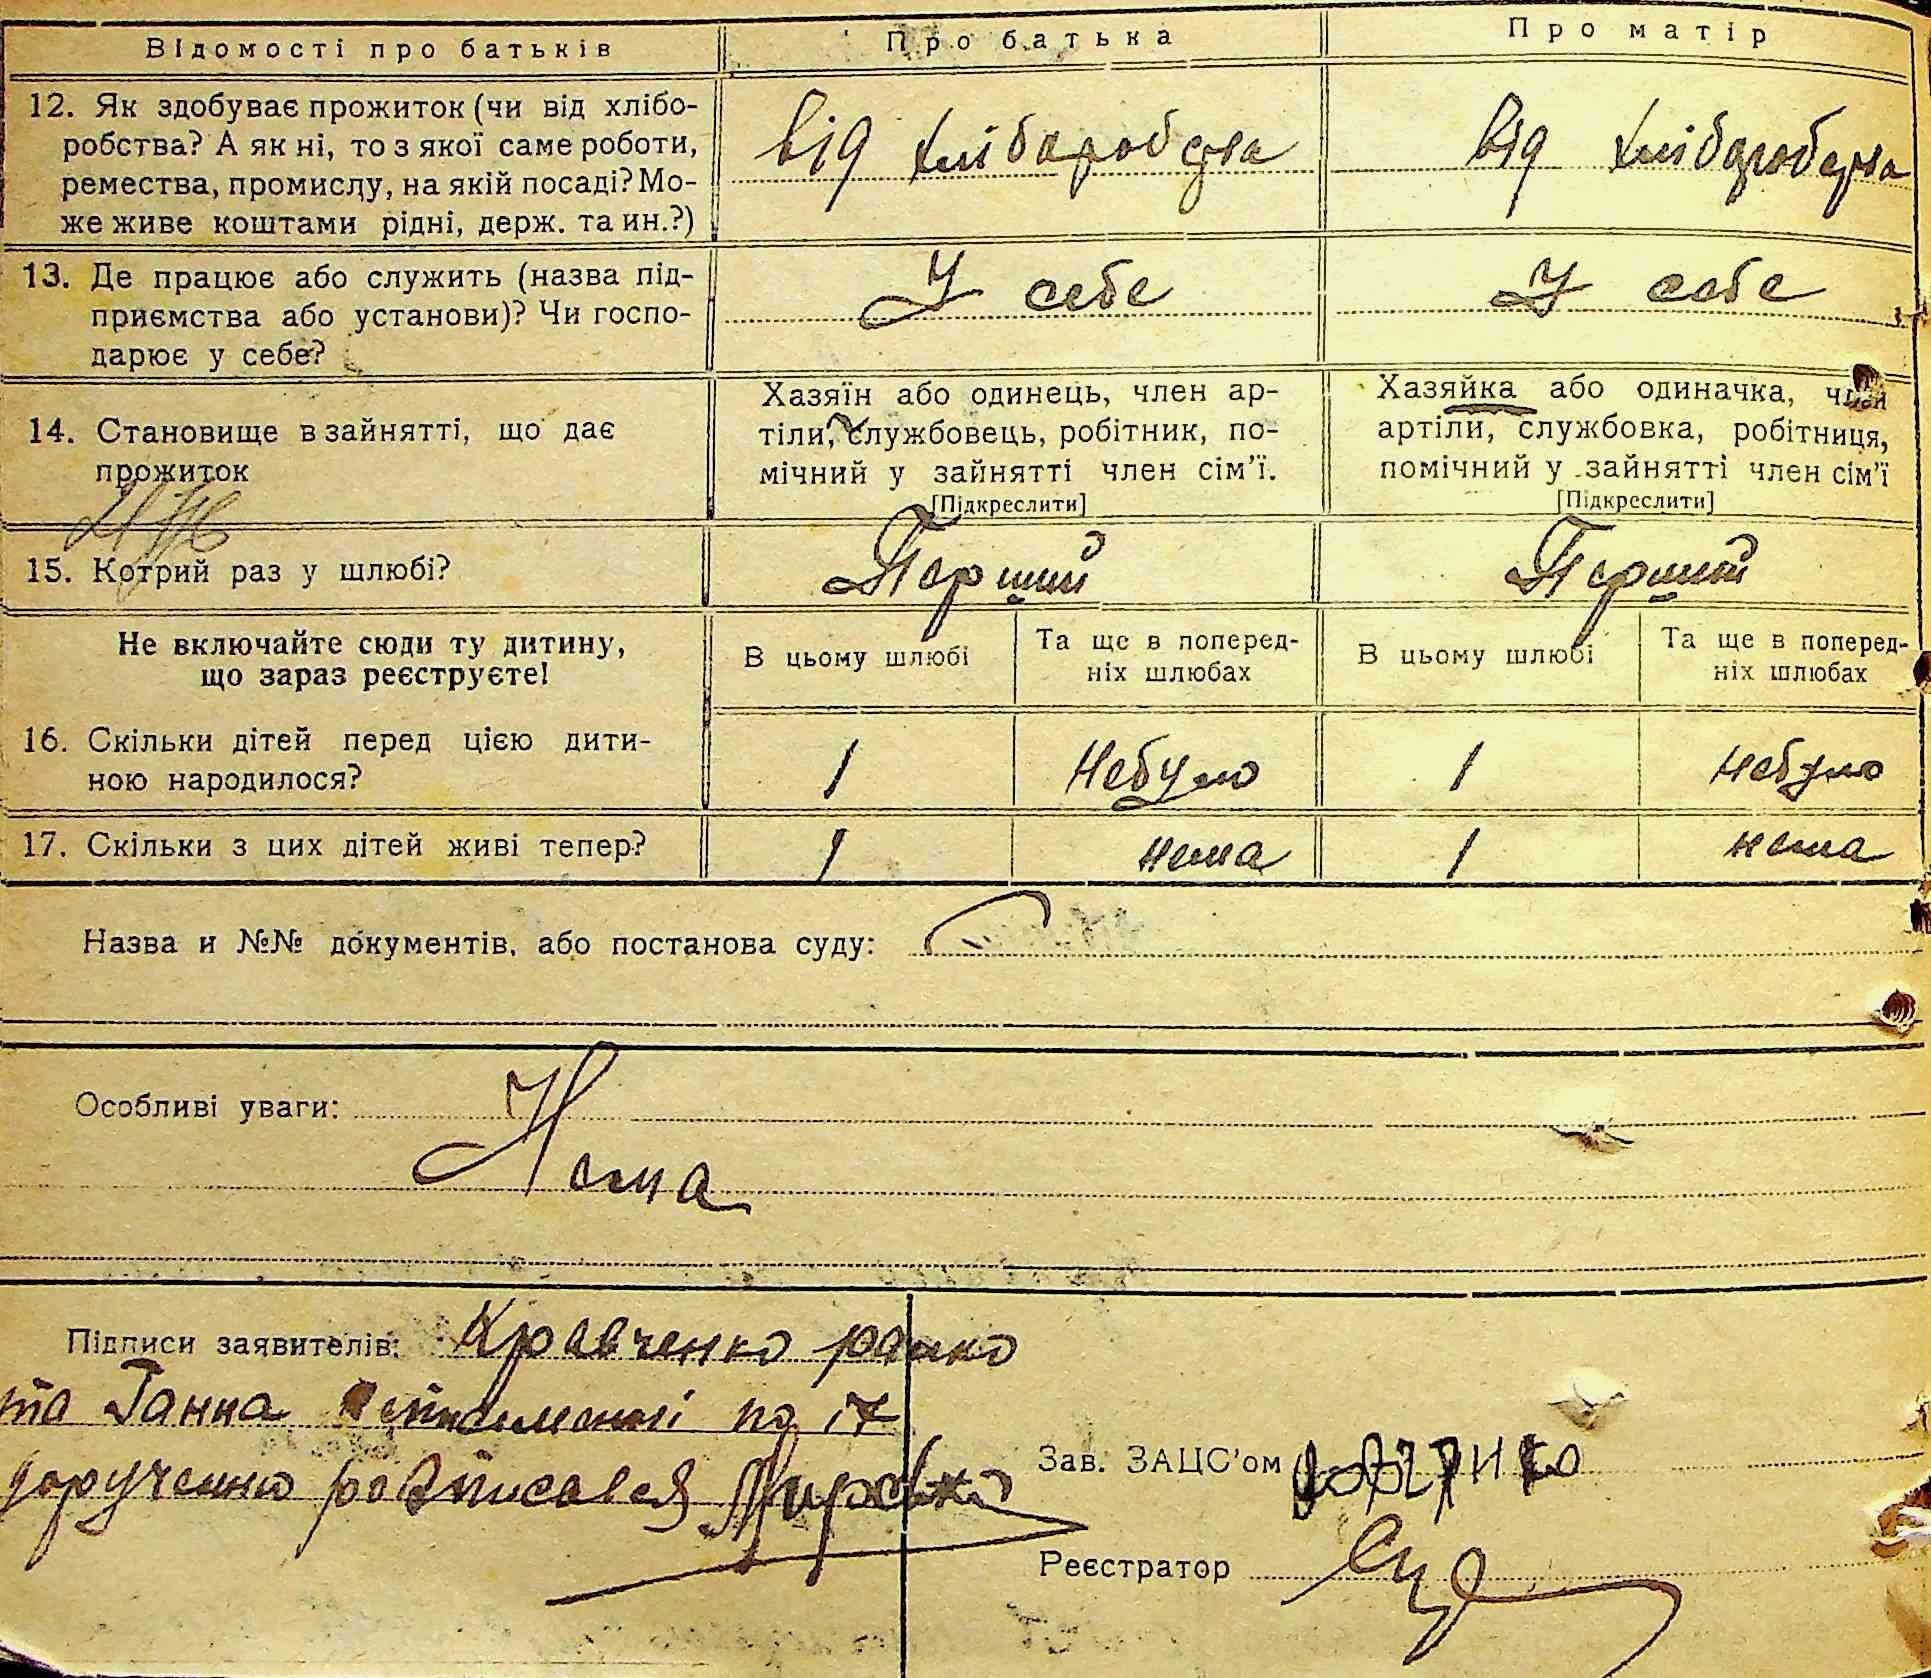 Відомості про батьків Про батька Про матір
12. Як здобуває прожиток (чи від хлібо-
робства? А як ні, то з якої саме роботи,
ремества, промислу, на якій посаді? Мо-
же живе коштами рідні, держ. та ин.?)
від хліборобства від хліборобства
13. Де працює або служить (назва під-
приємства або установи)? Чи госпо-
дарює у себе?
У себе У себе
14. Становище в зайнятті, що дає
прожиток
Хазяїн або одинець, член ар-
тіли, службовець, робітник, по-
мічний у зайнятті член сім'ї.
[Підкреслити]
Хазяйка або одиначка, член
артіли, службовка, робітниця,
помічний у зайнятті член сім'ї
[Підкреслити]
15. Котрий раз у шлюбі? Перший Перший
Не включайте сюди ту дитину,
що зараз реєструєте!
В цьому шлюбі
Та ще в поперед-
ніх шлюбах
В цьому шлюбі
Та ще в поперед-
ніх шлюбах
16. Скільки дітей перед цією дити-
ною народилося?
1 Небуло 1 небуло
17. Скільки з цих дітей живі тепер? 1 нема 1 нема
Назва и №№ документів, або постанова суду:
Особливі уваги:
Нема
Підписи заявителів: Кравченко
та Ганна по їх
дорученню
Зав. ЗАЦС'ом
Реєстратор